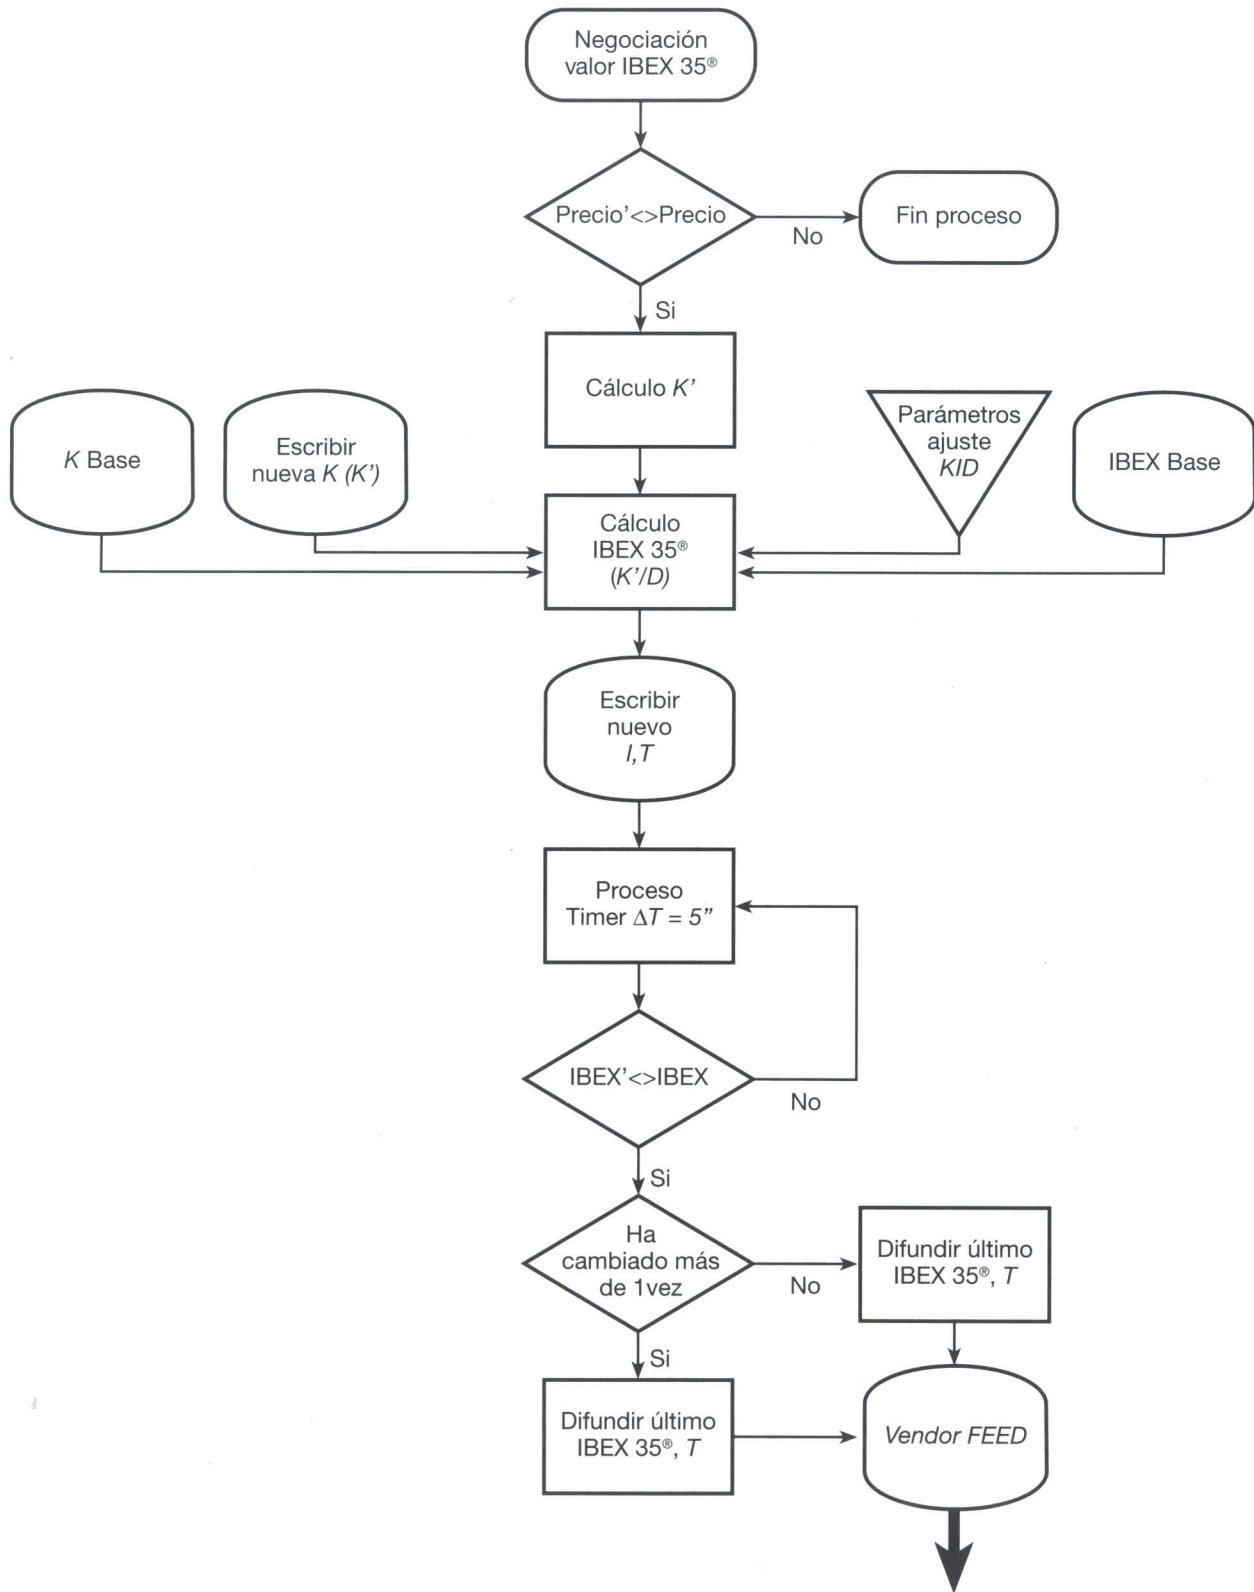 Negociación
valor IBEX 35®
Precio'<>Precio
No
Fin proceso
Si
Cálculo K'
K Base
Escribir
nueva K (K')
Parámetros
ajuste
KID
IBEX Base
Cálculo
IBEX 35®
(K'/D)
Escribir
nuevo
I,T
Proceso
Timer ΔT = 5”
IBEX'<>IBEX
No
Si
Ha
cambiado más
de 1vez
No
Difundir último
IBEX 35®, T
Si
Difundir último
IBEX 35®, T
Vendor FEED